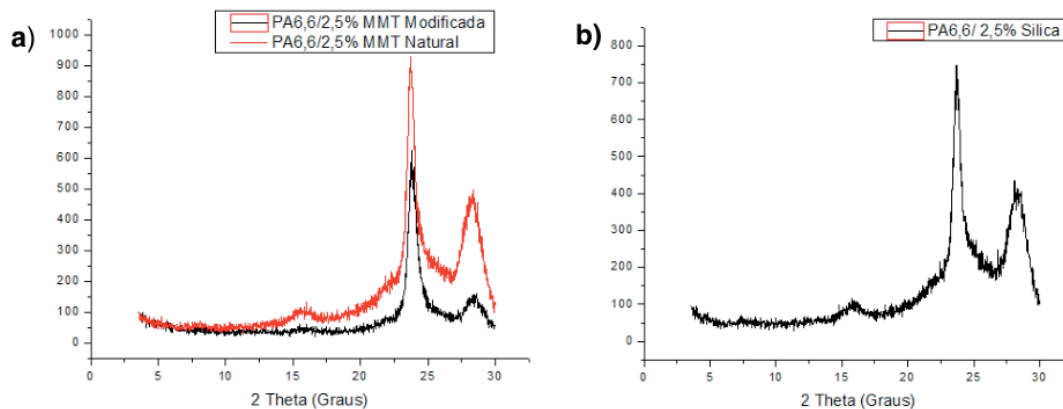 a)
PA6,6/2,5% MMT Modificada
PA6,6/2,5% MMT Natural
1000
900
800
700
600
500
400
300
200
100
0
0 5 10 15 20 25 30
2 Theta (Graus)
b)
PA6,6/ 2,5% Silica
800
700
600
500
400
300
200
100
0
0 5 10 15 20 25 30
2 Theta (Graus)